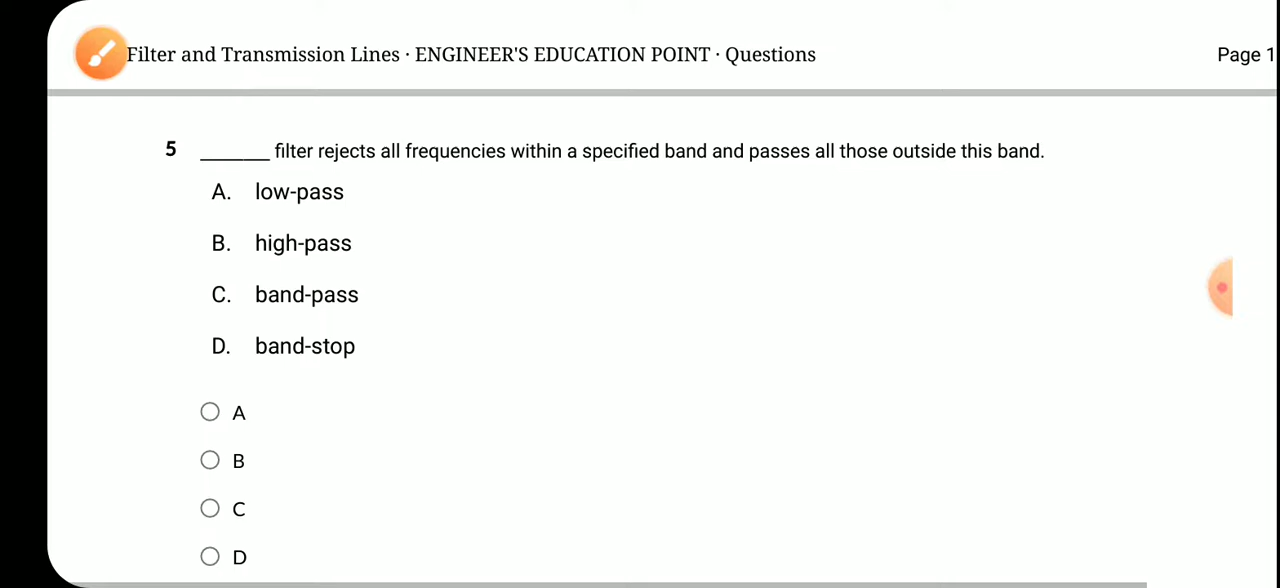 Filter and Transmission Lines · ENGINEER'S EDUCATION POINT · Questions Page 1
5 ______ filter rejects all frequencies within a specified band and passes all those outside this band.
A. low-pass
B. high-pass
C. band-pass
D. band-stop
A
B
C
D